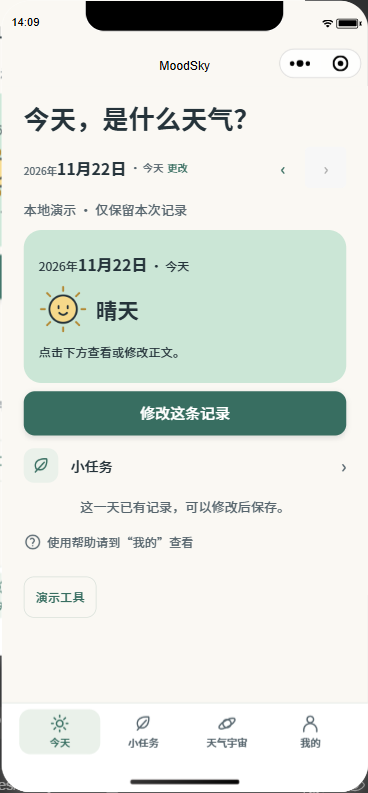 14:09
MoodSky
今天，是什么天气？
2026年11月22日 · 今天 更改
本地演示 · 仅保留本次记录
2026年11月22日 · 今天
晴天
点击下方查看或修改正文。
修改这条记录
小任务
这一天已有记录，可以修改后保存。
使用帮助请到“我的”查看
演示工具
今天 小任务 天气宇宙 我的